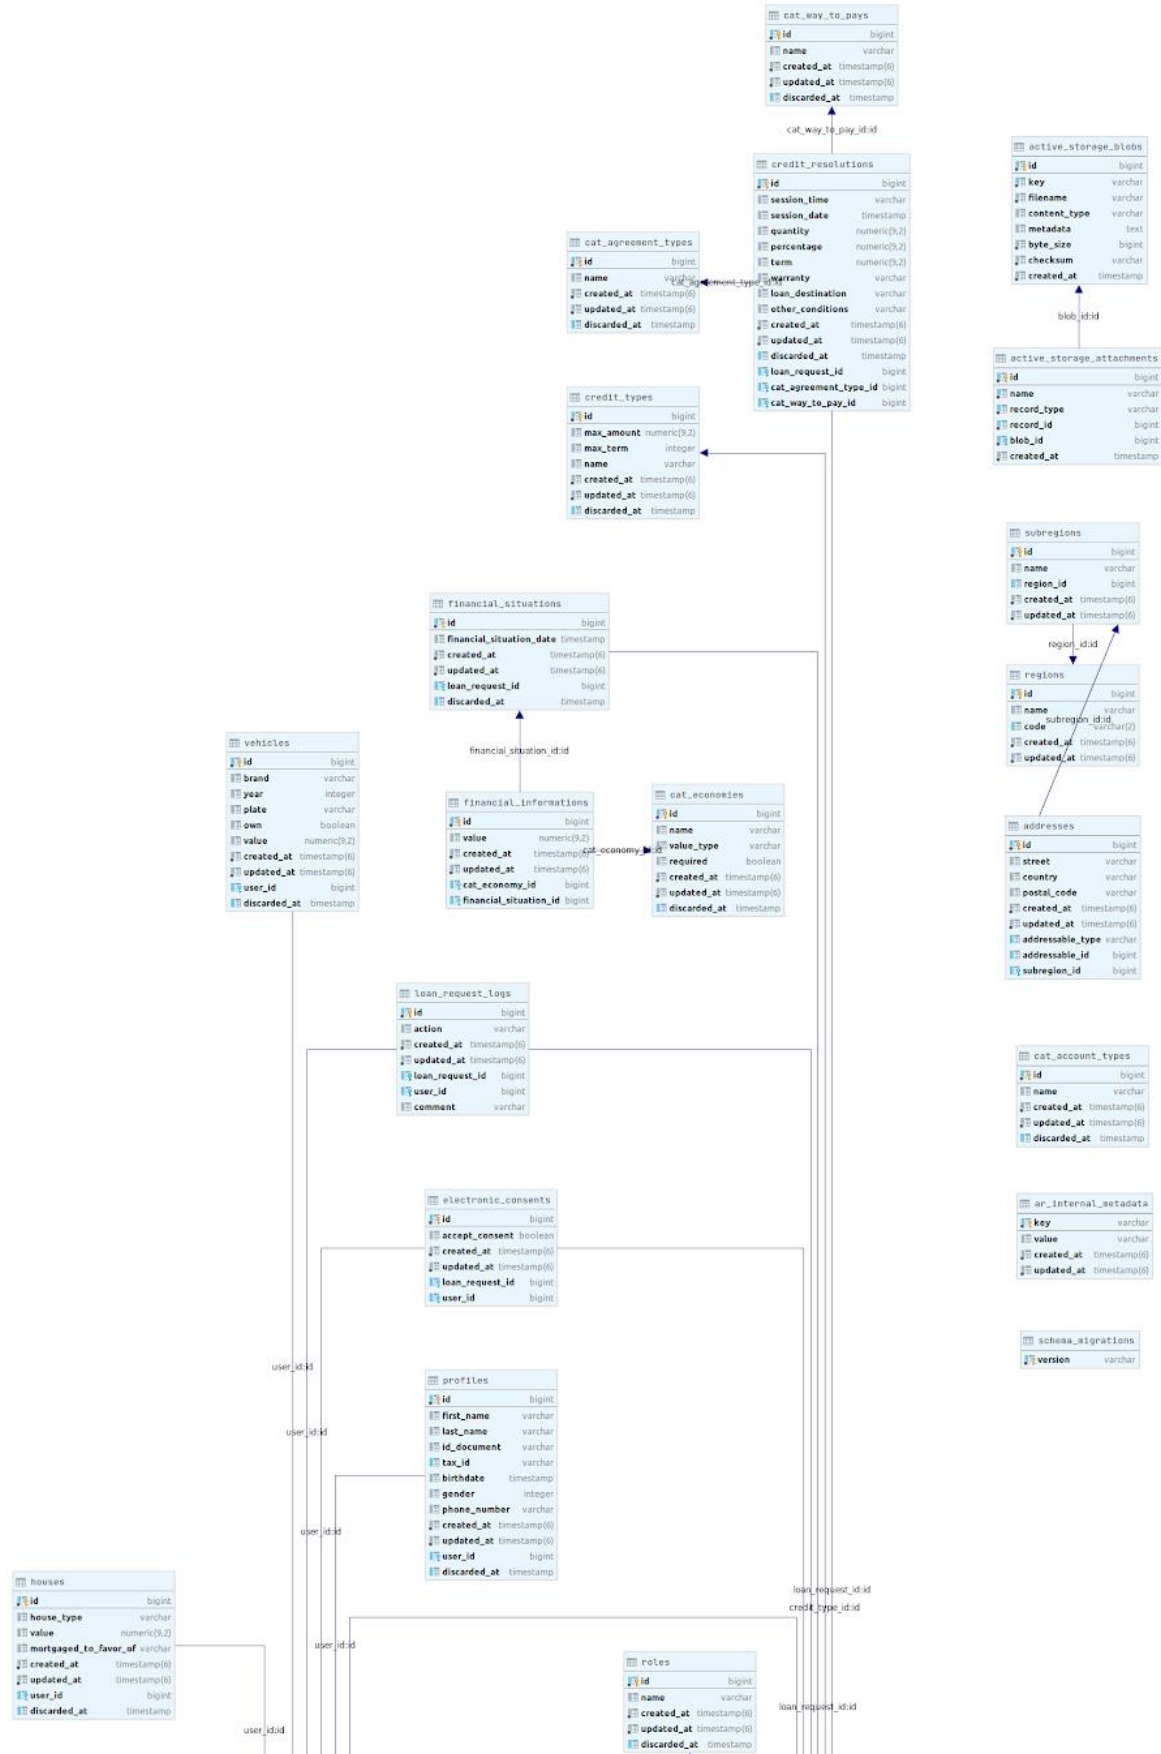 cat_way_to_pays
id bigint
name varchar
created_at timestamp(6)
updated_at timestamp(6)
discarded_at timestamp
cat_way_to_pay_id:id
credit_resolutions
id bigint
session_time varchar
session_date timestamp
quantity numeric(9,2)
percentage numeric(9,2)
term numeric(9,2)
warranty varchar
loan_destination varchar
other_conditions varchar
created_at timestamp(6)
updated_at timestamp(6)
discarded_at timestamp
loan_request_id bigint
cat_agreement_type_id bigint
cat_way_to_pay_id bigint
active_storage_blobs
id bigint
key varchar
filename varchar
content_type varchar
metadata text
byte_size bigint
checksum varchar
created_at timestamp
blob_id:id
active_storage_attachments
id bigint
name varchar
record_type varchar
record_id bigint
blob_id bigint
created_at timestamp
cat_agreement_types
id bigint
name varchar
created_at timestamp(6)
updated_at timestamp(6)
discarded_at timestamp
cat_agreement_type_id:id
credit_types
id bigint
max_amount numeric(9,2)
max_term integer
name varchar
created_at timestamp(6)
updated_at timestamp(6)
discarded_at timestamp
subregions
id bigint
name varchar
region_id bigint
created_at timestamp(6)
updated_at timestamp(6)
region_id:id
regions
id bigint
name varchar
code varchar(2)
created_at timestamp(6)
updated_at timestamp(6)
subregion_id:id
addresses
id bigint
street varchar
country varchar
postal_code varchar
created_at timestamp(6)
updated_at timestamp(6)
addressable_type varchar
addressable_id bigint
subregion_id bigint
financial_situations
id bigint
financial_situation_date timestamp
created_at timestamp(6)
updated_at timestamp(6)
loan_request_id bigint
discarded_at timestamp
financial_situation_id:id
vehicles
id bigint
brand varchar
year integer
plate varchar
own boolean
value numeric(9,2)
created_at timestamp(6)
updated_at timestamp(6)
user_id bigint
discarded_at timestamp
financial_informations
id bigint
value numeric(9,2)
created_at timestamp(6)
updated_at timestamp(6)
cat_economy_id bigint
financial_situation_id bigint
cat_economy_id:id
cat_economies
id bigint
name varchar
value_type varchar
required boolean
created_at timestamp(6)
updated_at timestamp(6)
discarded_at timestamp
loan_request_logs
id bigint
action varchar
created_at timestamp(6)
updated_at timestamp(6)
loan_request_id bigint
user_id bigint
comment varchar
cat_account_types
id bigint
name varchar
created_at timestamp(6)
updated_at timestamp(6)
discarded_at timestamp
electronic_consents
id bigint
accept_consent boolean
created_at timestamp(6)
updated_at timestamp(6)
loan_request_id bigint
user_id bigint
ar_internal_metadata
key varchar
value varchar
created_at timestamp(6)
updated_at timestamp(6)
schema_migrations
version varchar
user_id:id
user_id:id
profiles
id bigint
first_name varchar
last_name varchar
id_document varchar
tax_id varchar
birthdate timestamp
gender integer
phone_number varchar
created_at timestamp(6)
updated_at timestamp(6)
user_id bigint
discarded_at timestamp
user_id:id
houses
id bigint
house_type varchar
value numeric(9,2)
mortgaged_to_favor_of varchar
created_at timestamp(6)
updated_at timestamp(6)
user_id bigint
discarded_at timestamp
user_id:id
user_id:id
loan_request_id:id
credit_type_id:id
loan_request_id:id
roles
id bigint
name varchar
created_at timestamp(6)
updated_at timestamp(6)
discarded_at timestamp